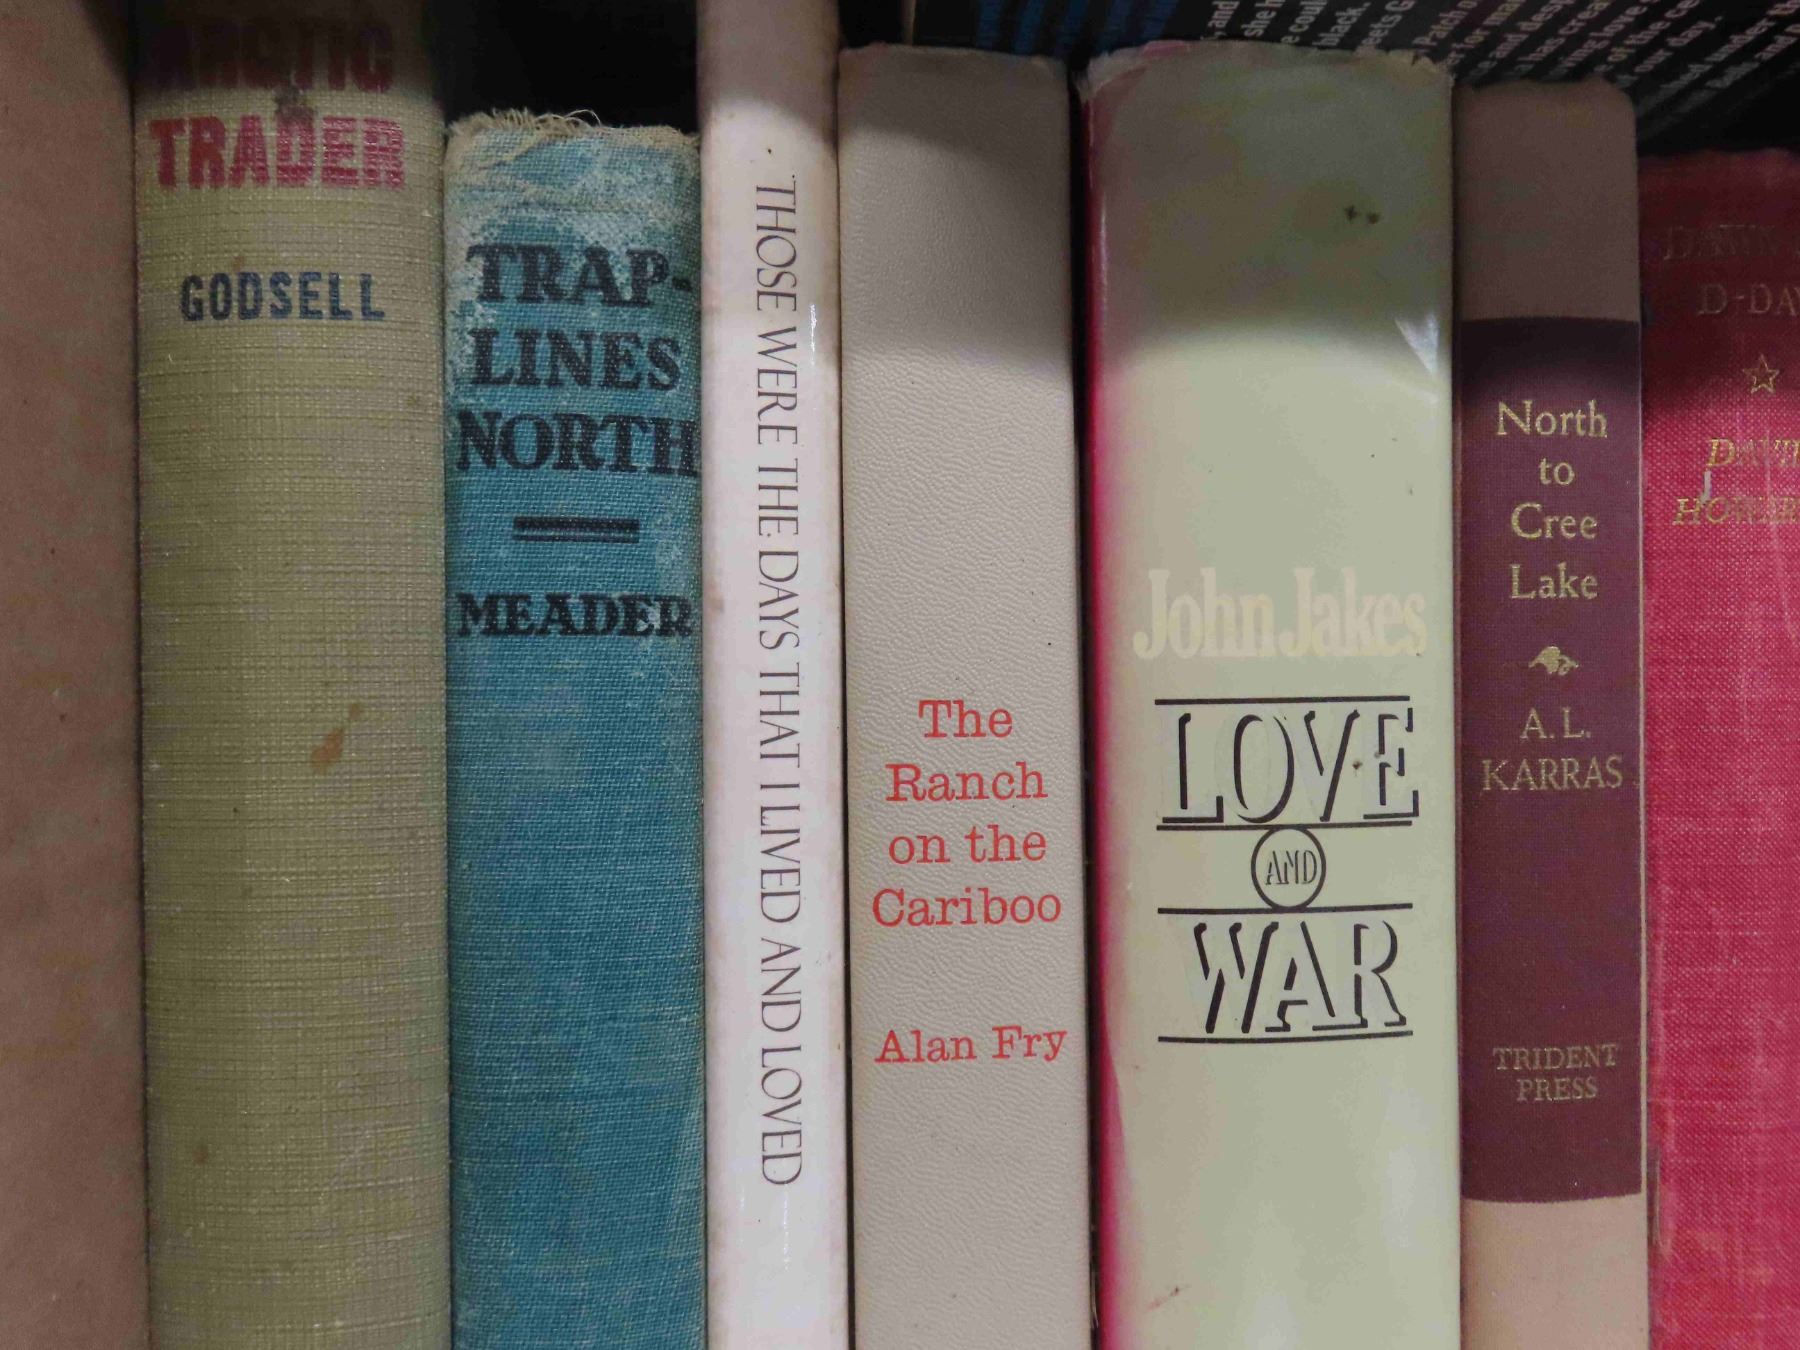 ARCTIC
TRADER
GODSELL
TRAP-
LINES
NORTH
MEADER
THOSE WERE THE DAYS THAT I LIVED AND LOVED
The
Ranch
on the
Cariboo
Alan Fry
John Jakes
LOVE
AND
WAR
North
to
Cree
Lake
A. L.
KARRAS
TRIDENT
PRESS
D-DAY